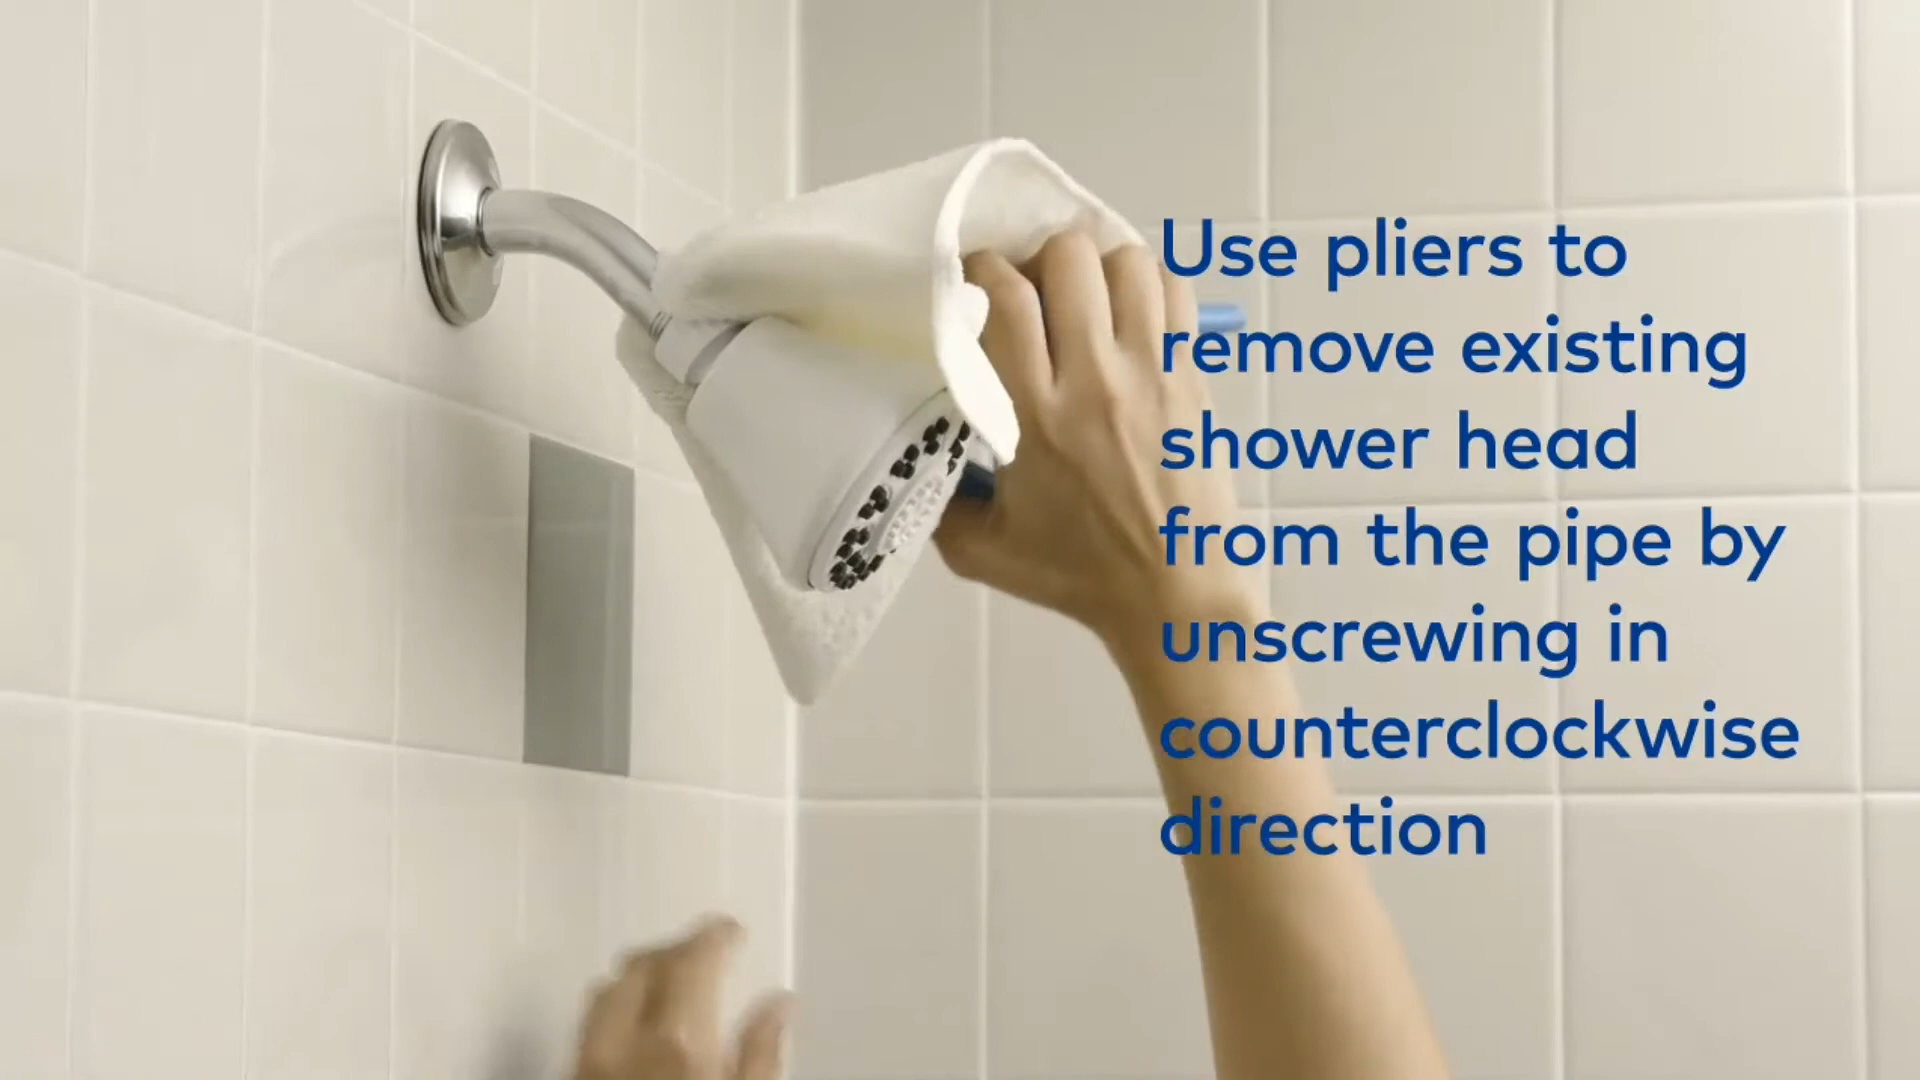 Use pliers to
remove existing
shower head
from the pipe by
unscrewing in
counterclockwise
direction